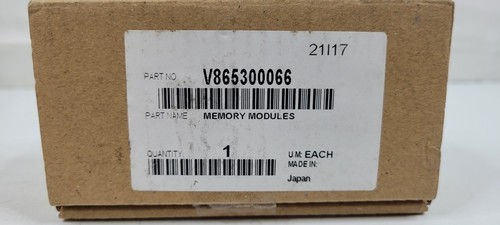 21I17
PART NO. V865300066
PART NAME MEMORY MODULES
QUANTITY: 1 U/M: EACH
MADE IN:
Japan